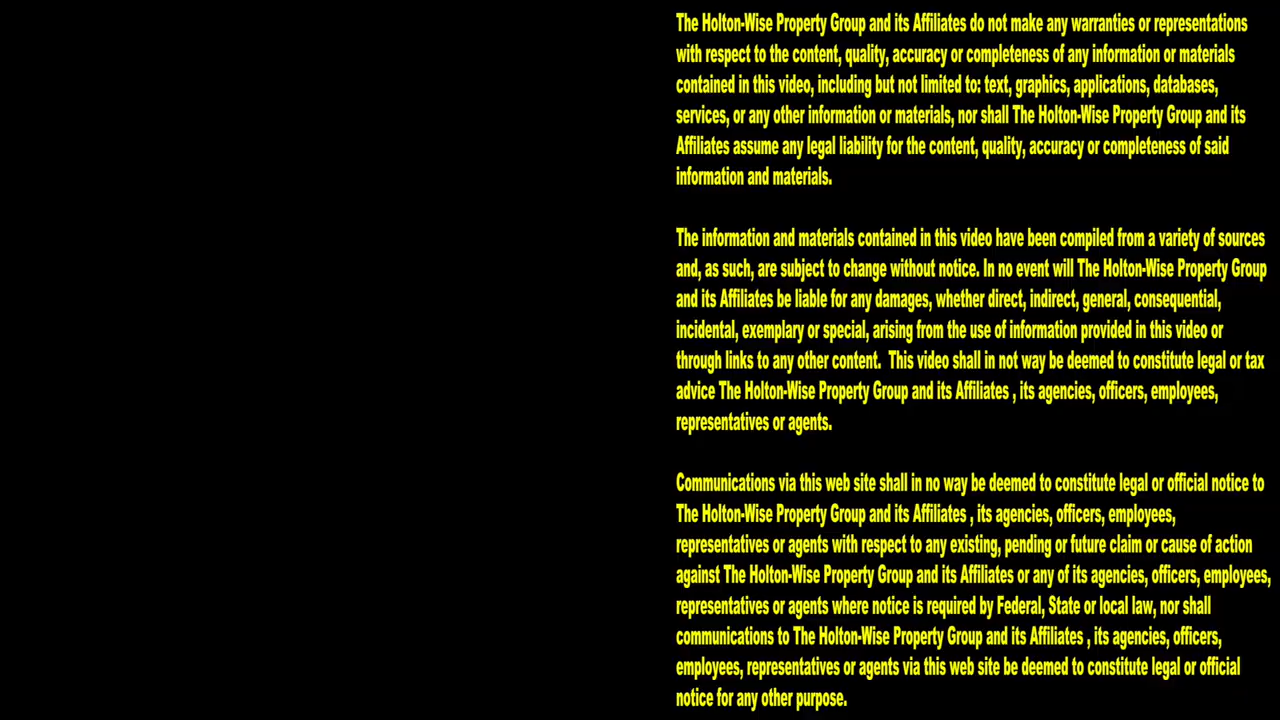 The Holton-Wise Property Group and its Affiliates do not make any warranties or representations
with respect to the content, quality, accuracy or completeness of any information or materials
contained in this video, including but not limited to: text, graphics, applications, databases,
services, or any other information or materials, nor shall The Holton-Wise Property Group and its
Affiliates assume any legal liability for the content, quality, accuracy or completeness of said
information and materials.
The information and materials contained in this video have been compiled from a variety of sources
and, as such, are subject to change without notice. In no event will The Holton-Wise Property Group
and its Affiliates be liable for any damages, whether direct, indirect, general, consequential,
incidental, exemplary or special, arising from the use of information provided in this video or
through links to any other content.  This video shall in not way be deemed to constitute legal or tax
advice The Holton-Wise Property Group and its Affiliates , its agencies, officers, employees,
representatives or agents.
Communications via this web site shall in no way be deemed to constitute legal or official notice to
The Holton-Wise Property Group and its Affiliates , its agencies, officers, employees,
representatives or agents with respect to any existing, pending or future claim or cause of action
against The Holton-Wise Property Group and its Affiliates or any of its agencies, officers, employees,
representatives or agents where notice is required by Federal, State or local law, nor shall
communications to The Holton-Wise Property Group and its Affiliates , its agencies, officers,
employees, representatives or agents via this web site be deemed to constitute legal or official
notice for any other purpose.